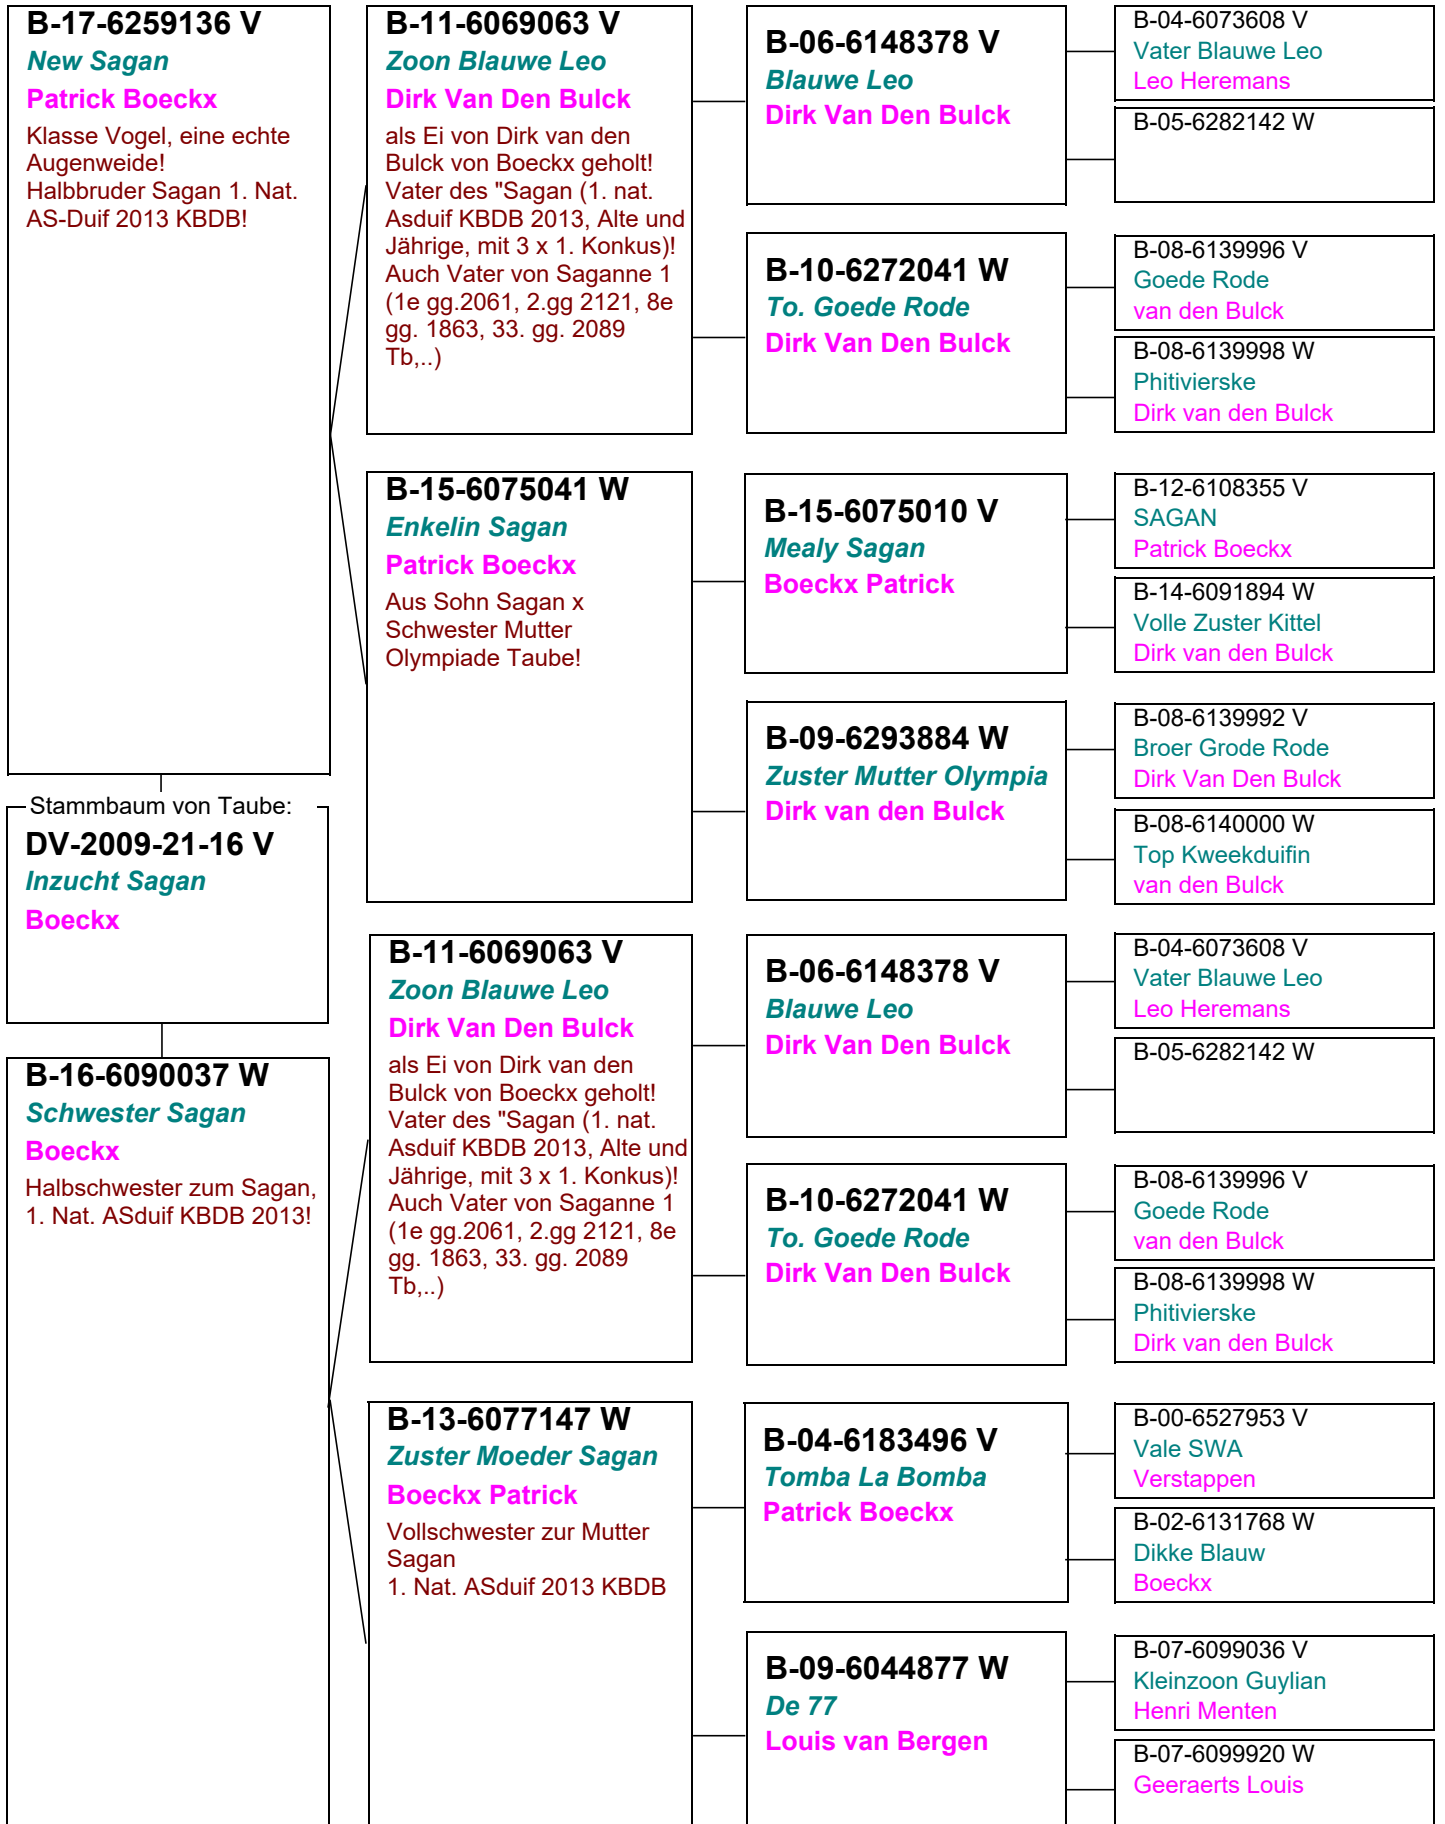 B-17-6259136 V
New Sagan
Patrick Boeckx
Klasse Vogel, eine echte
Augenweide!
Halbbruder Sagan 1. Nat.
AS-Duif 2013 KBDB!
Stammbaum von Taube:
DV-2009-21-16 V
Inzucht Sagan
Boeckx
B-16-6090037 W
Schwester Sagan
Boeckx
Halbschwester zum Sagan,
1. Nat. ASduif KBDB 2013!
B-11-6069063 V
Zoon Blauwe Leo
Dirk Van Den Bulck
als Ei von Dirk van den
Bulck von Boeckx geholt!
Vater des "Sagan (1. nat.
Asduif KBDB 2013, Alte und
Jährige, mit 3 x 1. Konkus)!
Auch Vater von Saganne 1
(1e gg.2061, 2.gg 2121, 8e
gg. 1863, 33. gg. 2089
Tb,..)
B-15-6075041 W
Enkelin Sagan
Patrick Boeckx
Aus Sohn Sagan x
Schwester Mutter
Olympiade Taube!
B-11-6069063 V
Zoon Blauwe Leo
Dirk Van Den Bulck
als Ei von Dirk van den
Bulck von Boeckx geholt!
Vater des "Sagan (1. nat.
Asduif KBDB 2013, Alte und
Jährige, mit 3 x 1. Konkus)!
Auch Vater von Saganne 1
(1e gg.2061, 2.gg 2121, 8e
gg. 1863, 33. gg. 2089
Tb,..)
B-13-6077147 W
Zuster Moeder Sagan
Boeckx Patrick
Vollschwester zur Mutter
Sagan
1. Nat. ASduif 2013 KBDB
B-06-6148378 V
Blauwe Leo
Dirk Van Den Bulck
B-10-6272041 W
To. Goede Rode
Dirk Van Den Bulck
B-15-6075010 V
Mealy Sagan
Boeckx Patrick
B-09-6293884 W
Zuster Mutter Olympia
Dirk van den Bulck
B-06-6148378 V
Blauwe Leo
Dirk Van Den Bulck
B-10-6272041 W
To. Goede Rode
Dirk Van Den Bulck
B-04-6183496 V
Tomba La Bomba
Patrick Boeckx
B-09-6044877 W
De 77
Louis van Bergen
B-04-6073608 V
Vater Blauwe Leo
Leo Heremans
B-05-6282142 W
B-08-6139996 V
Goede Rode
van den Bulck
B-08-6139998 W
Phitivierske
Dirk van den Bulck
B-12-6108355 V
SAGAN
Patrick Boeckx
B-14-6091894 W
Volle Zuster Kittel
Dirk van den Bulck
B-08-6139992 V
Broer Grode Rode
Dirk Van Den Bulck
B-08-6140000 W
Top Kweekduifin
van den Bulck
B-04-6073608 V
Vater Blauwe Leo
Leo Heremans
B-05-6282142 W
B-08-6139996 V
Goede Rode
van den Bulck
B-08-6139998 W
Phitivierske
Dirk van den Bulck
B-00-6527953 V
Vale SWA
Verstappen
B-02-6131768 W
Dikke Blauw
Boeckx
B-07-6099036 V
Kleinzoon Guylian
Henri Menten
B-07-6099920 W
Geeraerts Louis